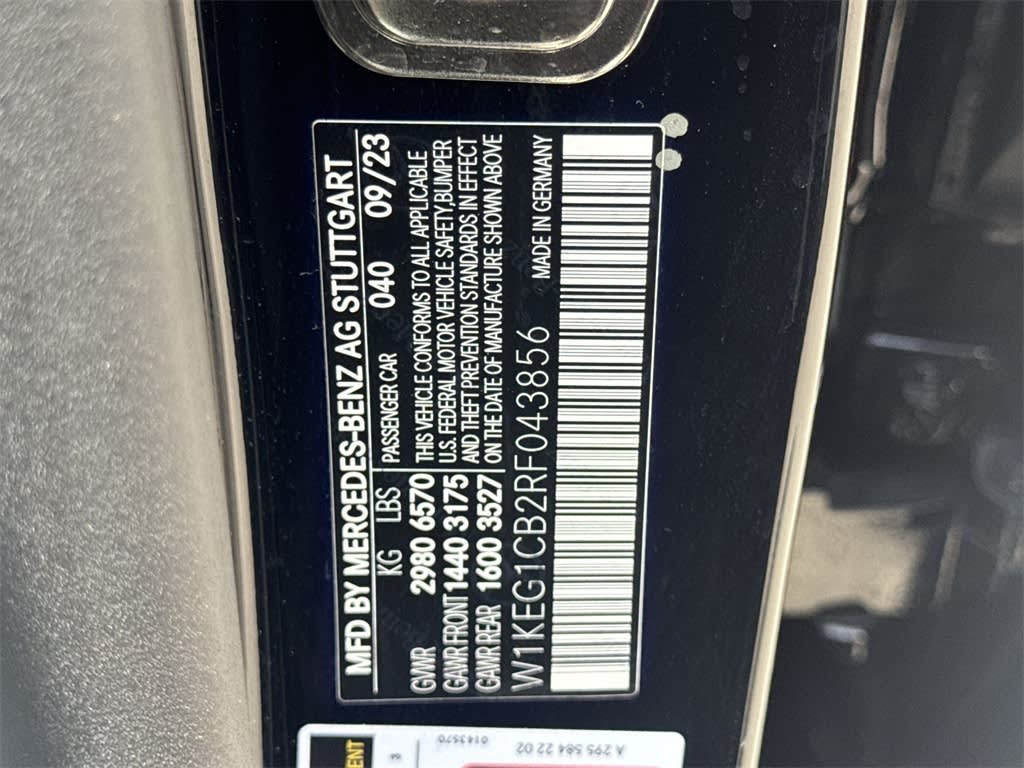 MFD BY MERCEDES-BENZ AG STUTTGART
KG LBS PASSENGER CAR 040 09/23
GVWR 2980 6570 THIS VEHICLE CONFORMS TO ALL APPLICABLE
GAWR FRONT 1440 3175 U.S. FEDERAL MOTOR VEHICLE SAFETY,BUMPER
AND THEFT PREVENTION STANDARDS IN EFFECT
GAWR REAR 1600 3527 ON THE DATE OF MANUFACTURE SHOWN ABOVE
W1KEG1CB2RF043856 MADE IN GERMANY
A 295 584 22 02
0143570